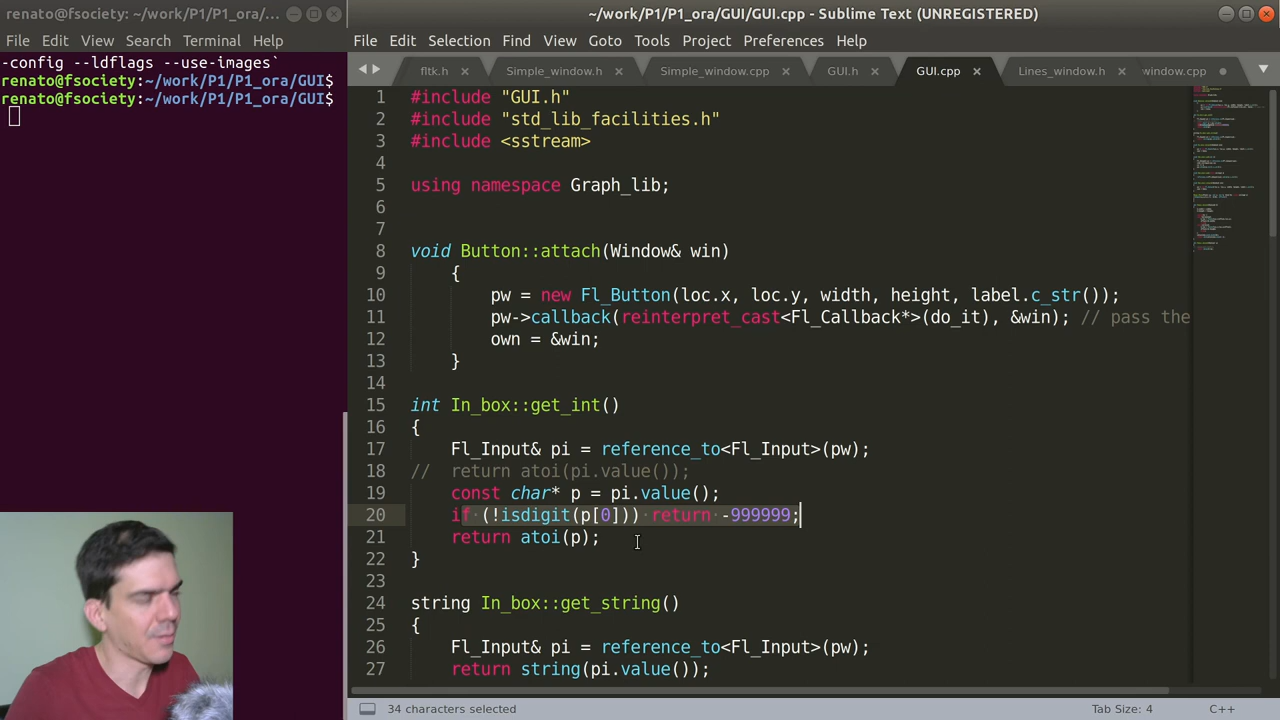 renato@fsociety: ~/work/P1/P1_ora/...
File Edit View Search Terminal Help
-config --ldflags --use-images`
renato@fsociety:~/work/P1/P1_ora/GUI$
renato@fsociety:~/work/P1/P1_ora/GUI$
~/work/P1/P1_ora/GUI/GUI.cpp - Sublime Text (UNREGISTERED)
File Edit Selection Find View Goto Tools Project Preferences Help
fltk.h Simple_window.h Simple_window.cpp GUI.h GUI.cpp Lines_window.h window.cpp
1 #include "GUI.h"
2 #include "std_lib_facilities.h"
3 #include <sstream>
4
5 using namespace Graph_lib;
6
7
8 void Button::attach(Window& win)
9 {
10 pw = new Fl_Button(loc.x, loc.y, width, height, label.c_str());
11 pw->callback(reinterpret_cast<Fl_Callback*>(do_it), &win); // pass the
12 own = &win;
13 }
14
15 int In_box::get_int()
16 {
17 Fl_Input& pi = reference_to<Fl_Input>(pw);
18 // return atoi(pi.value());
19 const char* p = pi.value();
20 if (!isdigit(p[0])) return -999999;
21 return atoi(p);
22 }
23
24 string In_box::get_string()
25 {
26 Fl_Input& pi = reference_to<Fl_Input>(pw);
27 return string(pi.value());
34 characters selected Tab Size: 4 C++